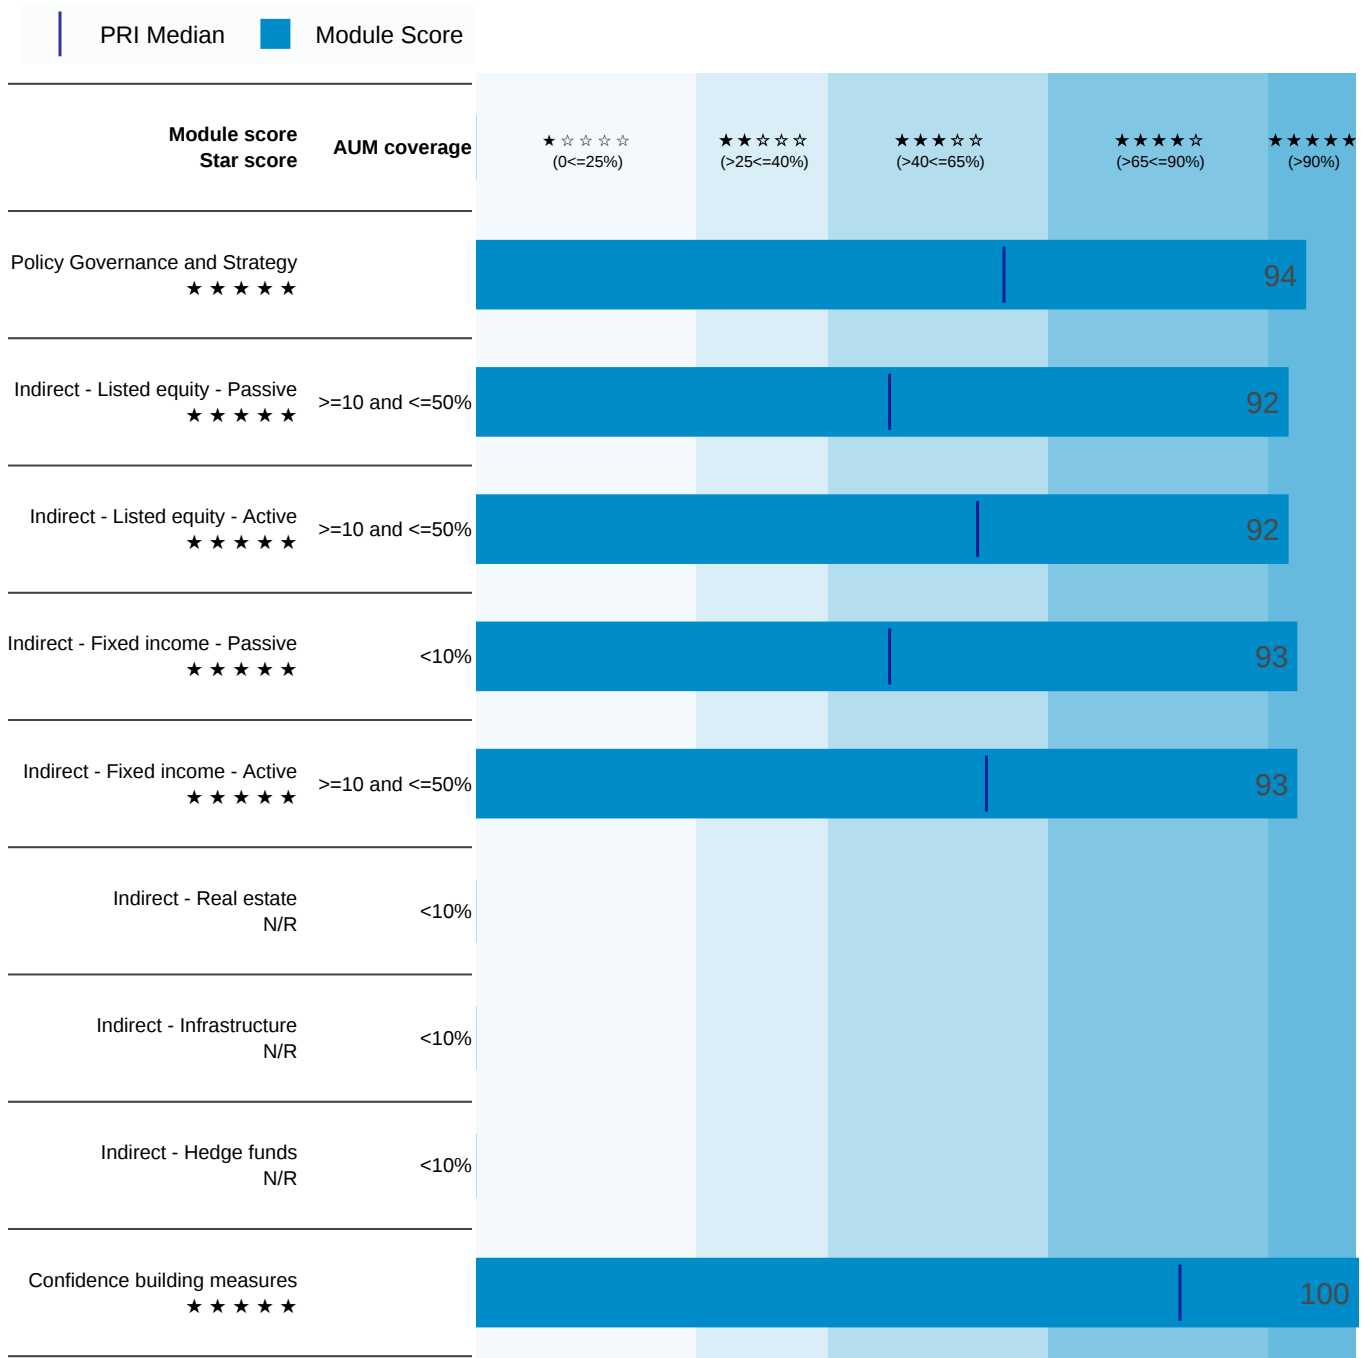 PRI Median Module Score
Module score
Star score
AUM coverage
★☆☆☆☆ ★★☆☆☆ ★★★☆☆ ★★★★☆ ★★★★★
(0<=25%) (>25<=40%) (>40<=65%) (>65<=90%) (>90%)
Policy Governance and Strategy
★★★★★
94
Indirect - Listed equity - Passive
★★★★★
>=10 and <=50%
92
Indirect - Listed equity - Active
★★★★★
>=10 and <=50%
92
Indirect - Fixed income - Passive
★★★★★
<10%
93
Indirect - Fixed income - Active
★★★★★
>=10 and <=50%
93
Indirect - Real estate
N/R
<10%
Indirect - Infrastructure
N/R
<10%
Indirect - Hedge funds
N/R
<10%
Confidence building measures
★★★★★
100